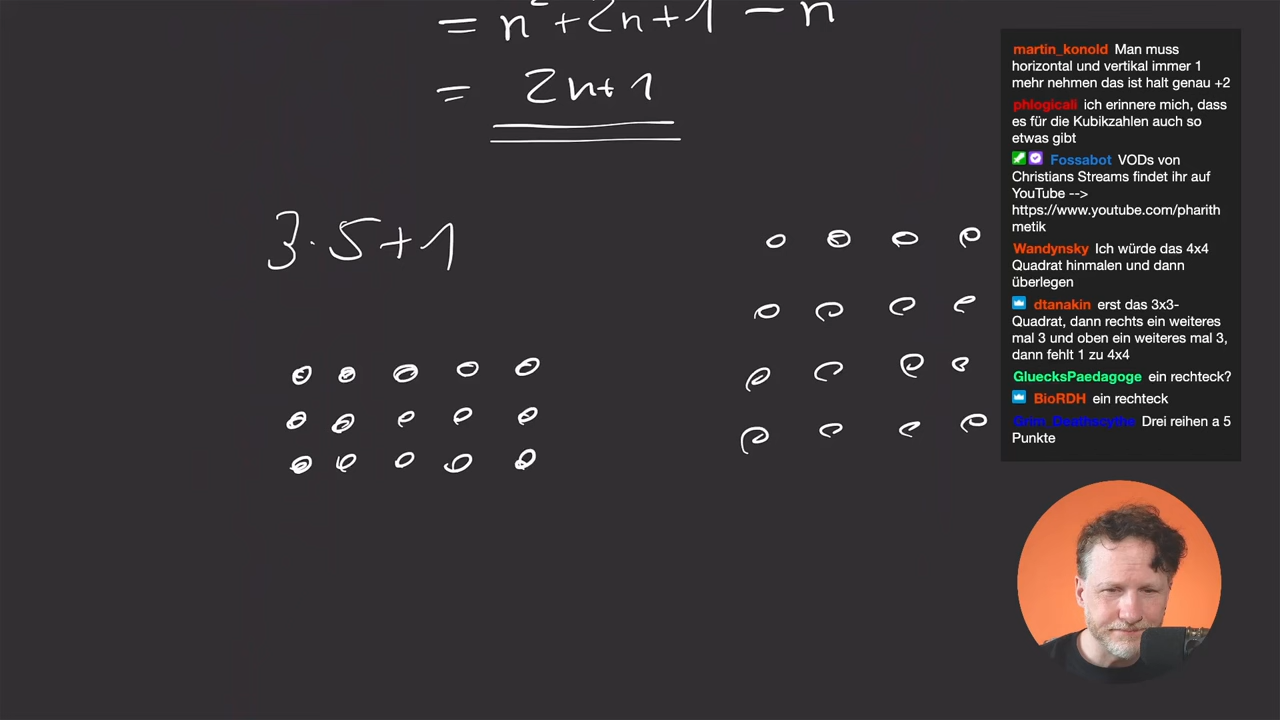 = n² + 2n + 1 - n
= 2n+1
3·5+1
martin_konold Man muss
horizontal und vertikal immer 1
mehr nehmen das ist halt genau +2
phlogicali ich erinnere mich, dass
es für die Kubikzahlen auch so
etwas gibt
Fossabot VODs von
Christians Streams findet ihr auf
YouTube -->
https://www.youtube.com/pharith
metik
Wandynsky Ich würde das 4x4
Quadrat hinmalen und dann
überlegen
dtanakin erst das 3x3-
Quadrat, dann rechts ein weiteres
mal 3 und oben ein weiteres mal 3,
dann fehlt 1 zu 4x4
GluecksPaedagoge ein rechteck?
BioRDH ein rechteck
Grim_Deathscythe Drei reihen a 5
Punkte